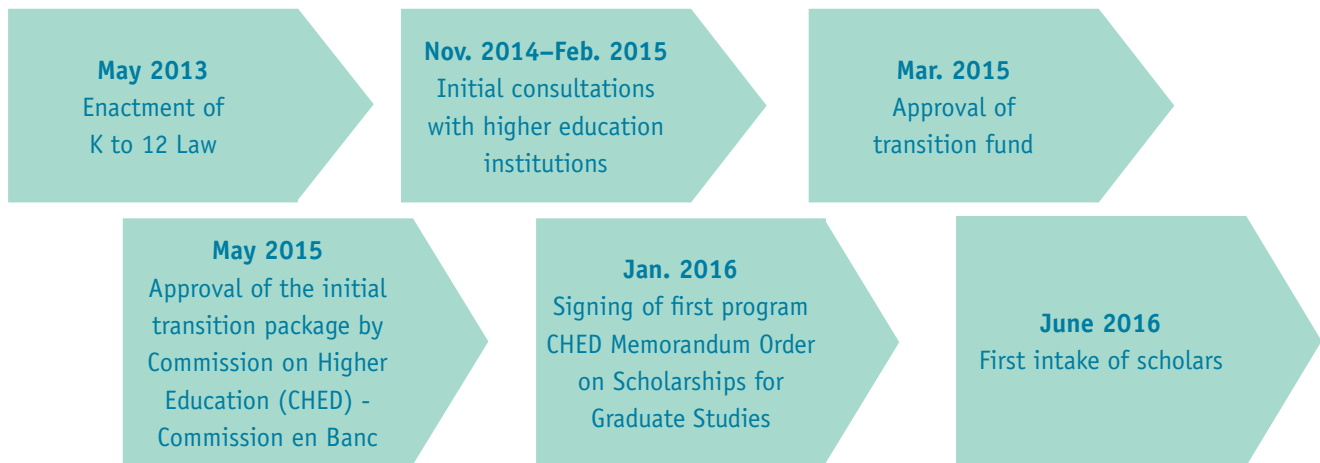 May 2013
Enactment of
K to 12 Law
Nov. 2014–Feb. 2015
Initial consultations
with higher education
institutions
Mar. 2015
Approval of
transition fund
May 2015
Approval of the initial
transition package by
Commission on Higher
Education (CHED) -
Commission en Banc
Jan. 2016
Signing of first program
CHED Memorandum Order
on Scholarships for
Graduate Studies
June 2016
First intake of scholars